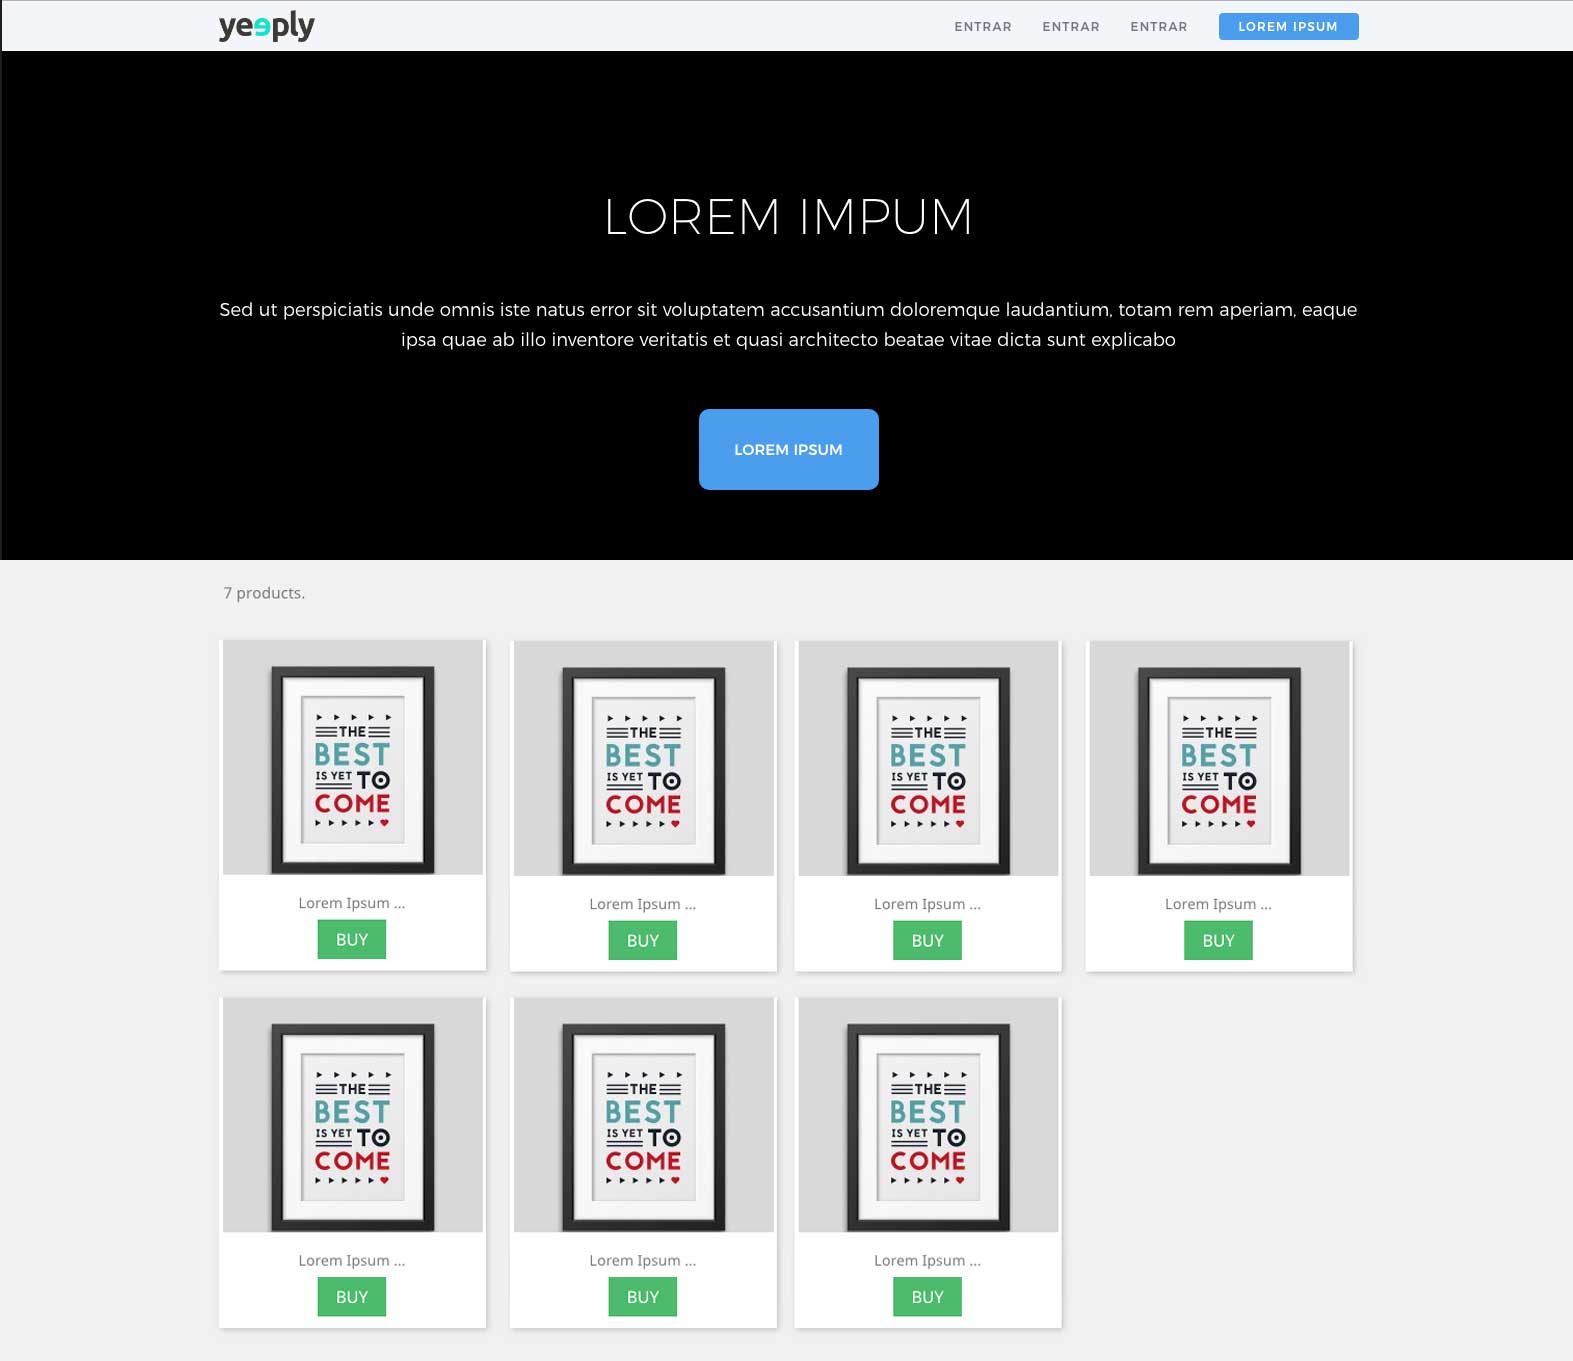 yeeply
ENTRAR ENTRAR ENTRAR LOREM IPSUM
LOREM IMPUM
Sed ut perspiciatis unde omnis iste natus error sit voluptatem accusantium doloremque laudantium, totam rem aperiam, eaque
ipsa quae ab illo inventore veritatis et quasi architecto beatae vitae dicta sunt explicabo
LOREM IPSUM
7 products.
THE
BEST
IS YET TO
COME
Lorem Ipsum ...
BUY
THE
BEST
IS YET TO
COME
Lorem Ipsum ...
BUY
THE
BEST
IS YET TO
COME
Lorem Ipsum ...
BUY
THE
BEST
IS YET TO
COME
Lorem Ipsum ...
BUY
THE
BEST
IS YET TO
COME
Lorem Ipsum ...
BUY
THE
BEST
IS YET TO
COME
Lorem Ipsum ...
BUY
THE
BEST
IS YET TO
COME
Lorem Ipsum ...
BUY